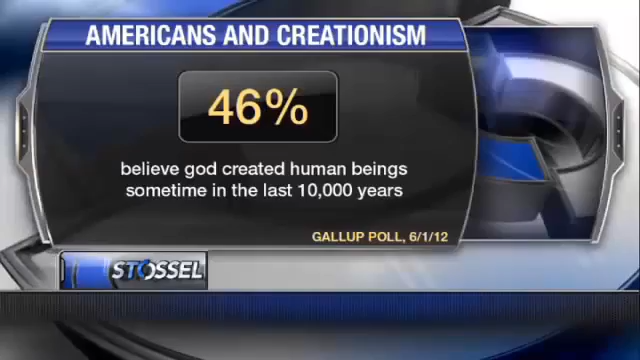 AMERICANS AND CREATIONISM
46%
believe god created human beings
sometime in the last 10,000 years
GALLUP POLL, 6/1/12
STOSSEL